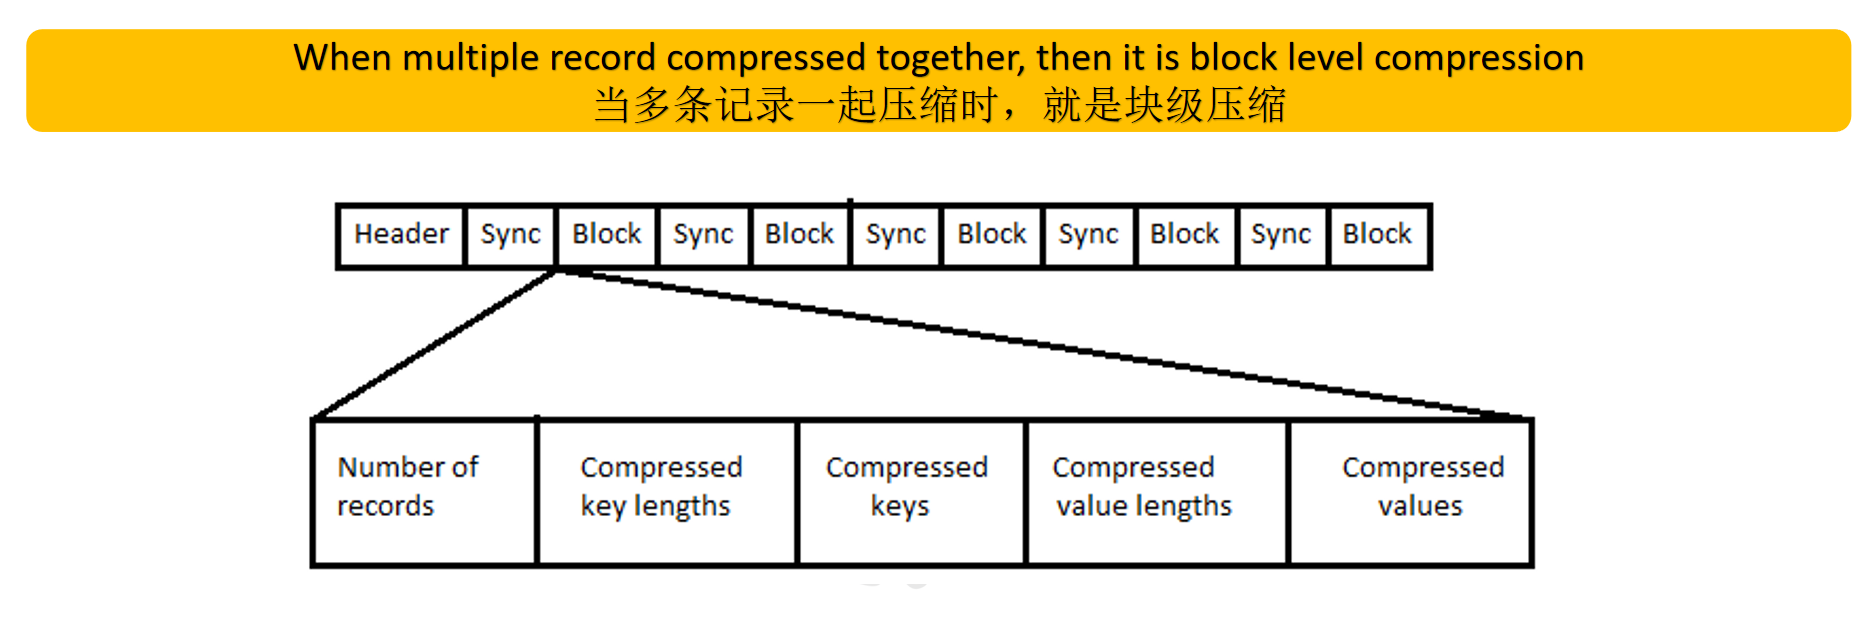 When multiple record compressed together, then it is block level compression
当多条记录一起压缩时，就是块级压缩
Header Sync Block Sync Block Sync Block Sync Block Sync Block
Number of records
Compressed key lengths
Compressed keys
Compressed value lengths
Compressed values